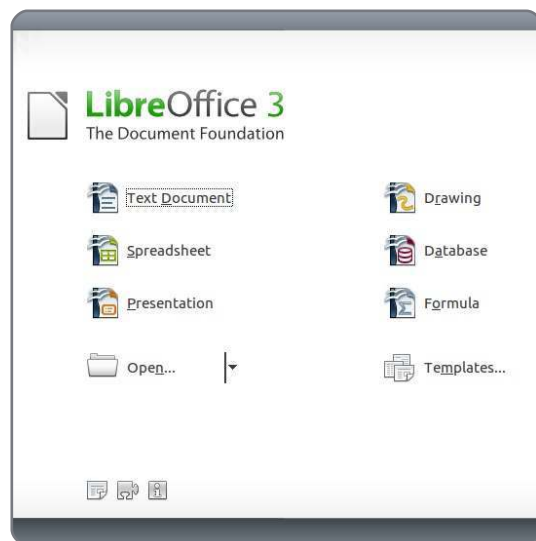 LibreOffice 3
The Document Foundation
Text Document
Drawing
Spreadsheet
Database
Presentation
Formula
Open...
Templates...